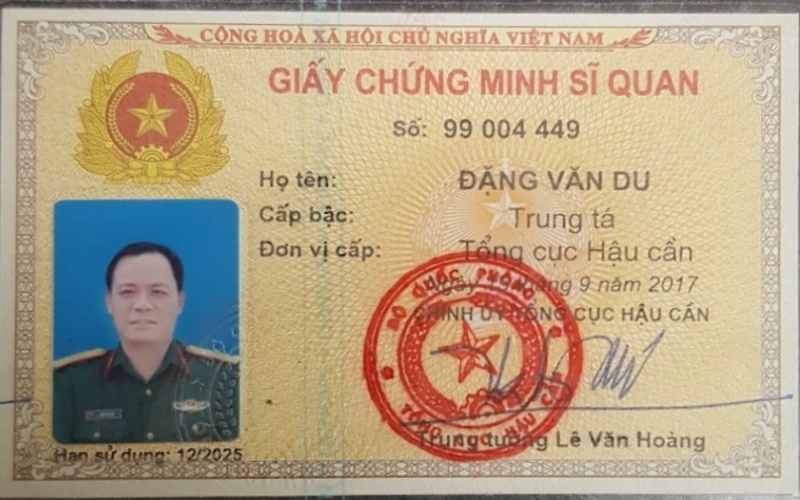 CỘNG HOÀ XÃ HỘI CHỦ NGHĨA VIỆT NAM
GIẤY CHỨNG MINH SĨ QUAN
Số: 99 004 449
Họ tên: ĐẶNG VĂN DU
Cấp bậc: Trung tá
Đơn vị cấp: Tổng cục Hậu cần
Ngày tháng 9 năm 2017
CHÍNH ỦY TỔNG CỤC HẬU CẦN
BỘ QUỐC PHÒNG
TỔNG CỤC HẬU CẦN
Trung tướng Lê Văn Hoàng
Hạn sử dụng: 12/2025